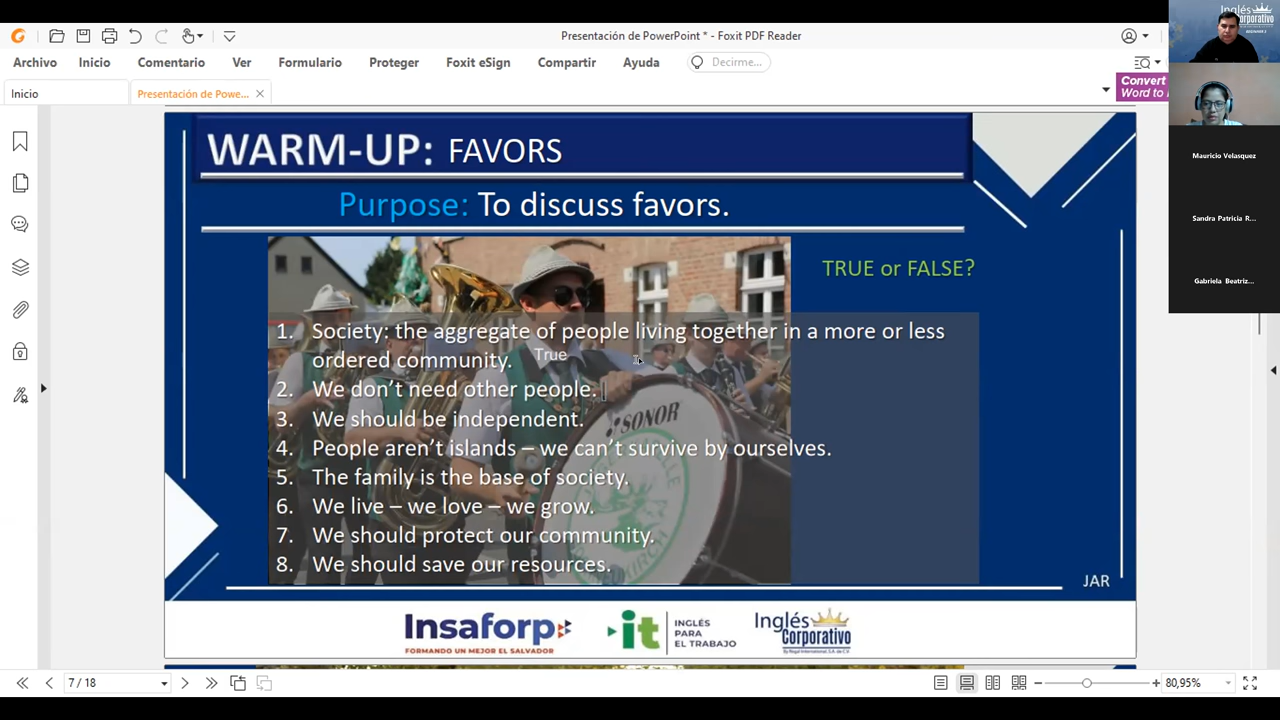 Presentación de PowerPoint * - Foxit PDF Reader
Archivo Inicio Comentario Ver Formulario Proteger Foxit eSign Compartir Ayuda Decirme...
Inicio Presentación de Powe...
Convert
Word to
Inglés
Corporativo
WARM-UP: FAVORS
Purpose: To discuss favors.
TRUE or FALSE?
1. Society: the aggregate of people living together in a more or less
ordered community. True
2. We don't need other people.
3. We should be independent.
4. People aren't islands – we can't survive by ourselves.
5. The family is the base of society.
6. We live – we love – we grow.
7. We should protect our community.
8. We should save our resources.
SONOR
JAR
Insaforp
FORMANDO UN MEJOR EL SALVADOR
it INGLÉS
PARA
EL TRABAJO
Inglés
Corporativo
By Royal International, S.A. de C.V.
Mauricio Velasquez
Sandra Patricia R...
Gabriela Beatriz...
7 / 18
80,95%